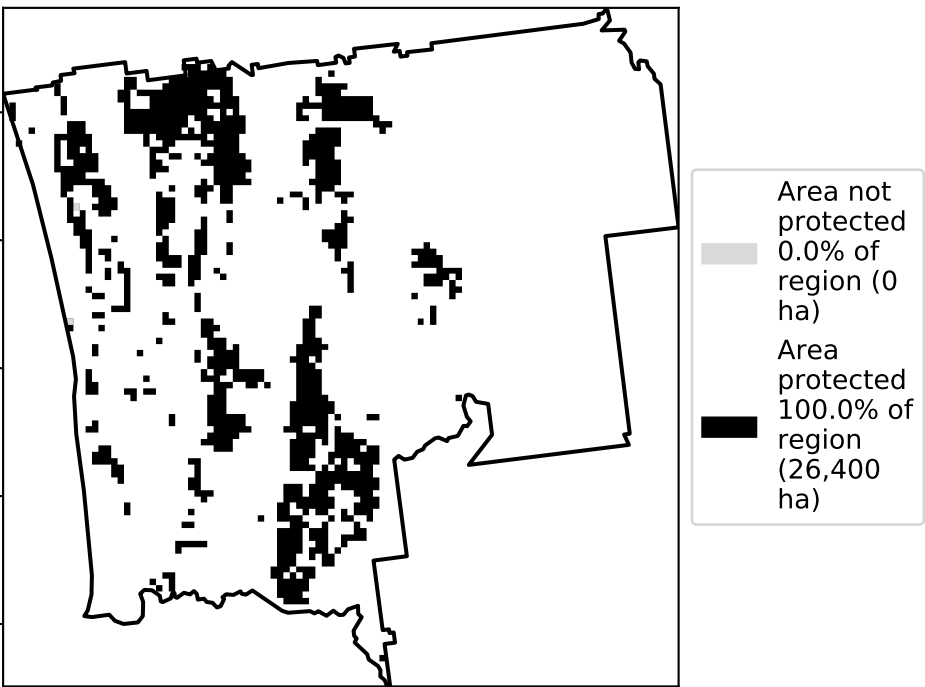 Area not
protected
0.0% of
region (0
ha)
Area
protected
100.0% of
region
(26,400
ha)